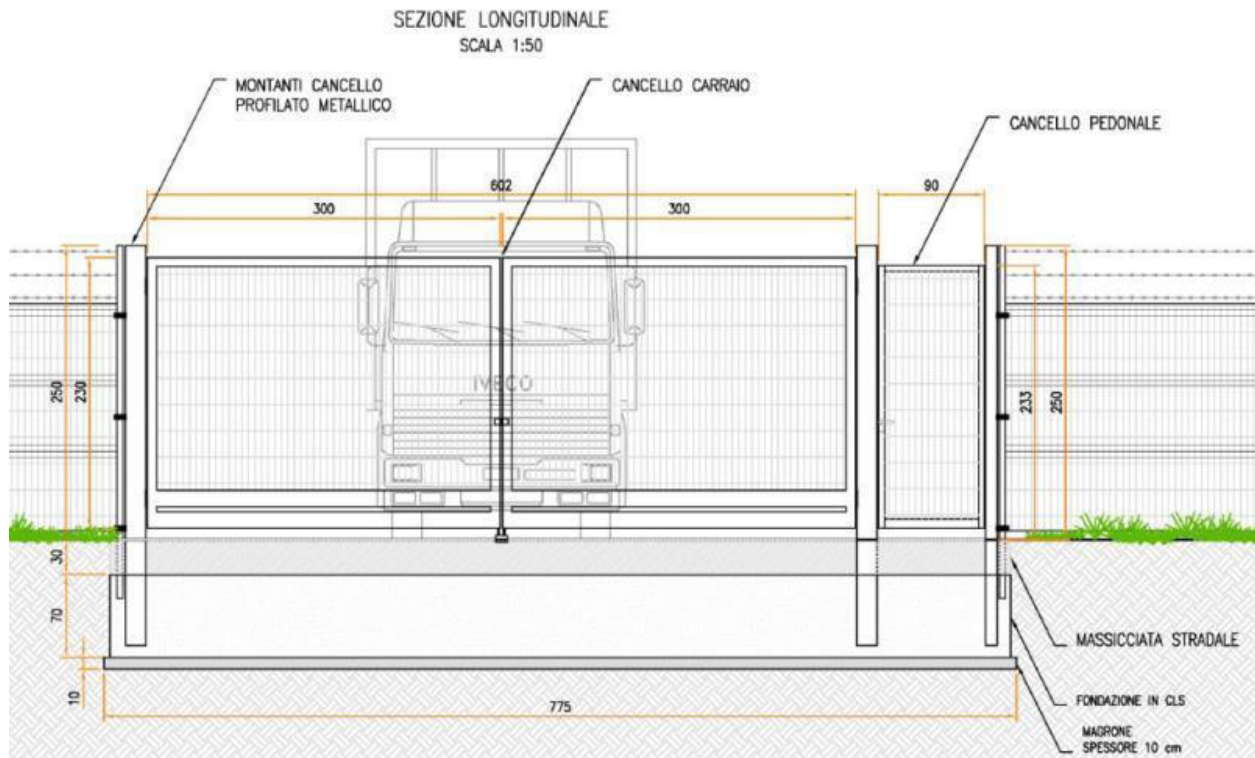 SEZIONE LONGITUDINALE
SCALA 1:50
MONTANTI CANCELLO
PROFILATO METALLICO
CANCELLO CARRAIO
CANCELLO PEDONALE
602
90
300
300
250
230
233
250
IVECO
30
70
10
775
MASSICCIATA STRADALE
FONDAZIONE IN CLS
MAGRONE
SPESSORE 10 cm